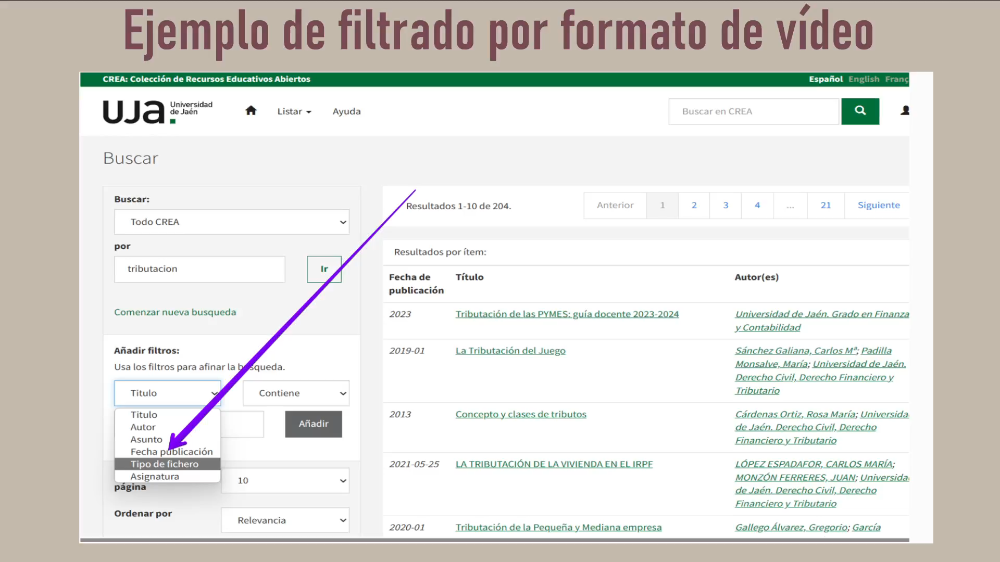 Ejemplo de filtrado por formato de vídeo
CREA: Colección de Recursos Educativos Abiertos
Español English Franç
uja. Universidad
de Jaén
Listar
Ayuda
Buscar en CREA
Buscar
Buscar:
Todo CREA
por
tributacion
Ir
Comenzar nueva busqueda
Añadir filtros:
Usa los filtros para afinar la búsqueda.
Titulo
Contiene
Titulo
Autor
Asunto
Fecha publicación
Tipo de fichero
Asignatura
Añadir
página
10
Ordenar por
Relevancia
Resultados 1-10 de 204.
Anterior 1 2 3 4 ... 21 Siguiente
Resultados por ítem:
Fecha de
publicación
Título
Autor(es)
2023
Tributación de las PYMES: guía docente 2023-2024
Universidad de Jaén. Grado en Finanza
y Contabilidad
2019-01
La Tributación del Juego
Sánchez Galiana, Carlos Mª; Padilla
Monsalve, María; Universidad de Jaén.
Derecho Civil, Derecho Financiero y
Tributario
2013
Concepto y clases de tributos
Cárdenas Ortiz, Rosa María; Universida
de Jaén. Derecho Civil, Derecho
Financiero y Tributario
2021-05-25
LA TRIBUTACIÓN DE LA VIVIENDA EN EL IRPF
LÓPEZ ESPADAFOR, CARLOS MARÍA;
MONZÓN FERRERES, JUAN; Universida
de Jaén. Derecho Civil, Derecho
Financiero y Tributario
2020-01
Tributación de la Pequeña y Mediana empresa
Gallego Álvarez, Gregorio; García